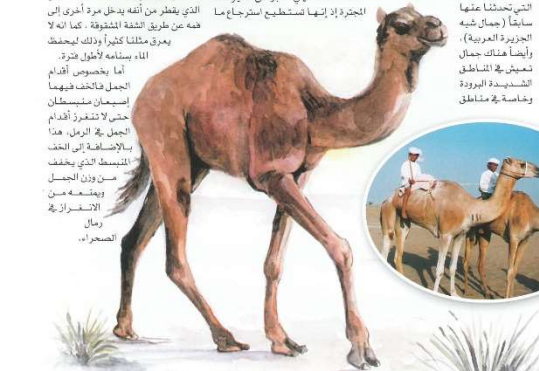 التي تحدثنا عنها
سابقاً (جمال شبه
الجزيرة العربية).
وأيضاً هناك جمال
تعيش في المناطق
الشديدة البرودة
وخاصة في مناطق
المجترة إذ إنها تستطيع استرجاع ما
الذي يقطر من أنفه يدخل مرة أخرى إلى
فمه عن طريق الشفة المشقوقة . كما انه لا
يعرق مثلنا كثيراً وذلك ليحفظ
الماء بسنامه لأطول فترة.
أما بخصوص أقدام
الجمل فالخف فيهما
إصبعان منبسطان
حتى لا تنغرز أقدام
الجمل في الرمل، هذا
بالإضافة إلى الخف
المنبسط الذي يخفف
من وزن الجمل
ويمنعه من
الانغراز في
رمال
الصحراء.